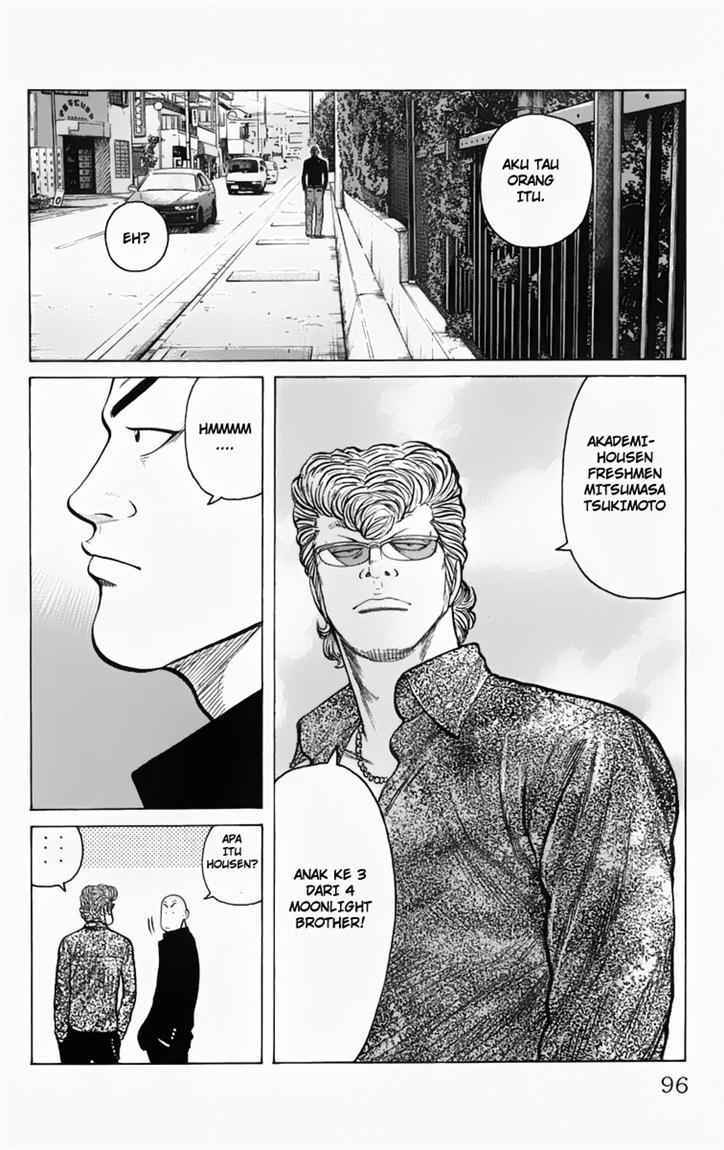 AKU TAU
ORANG
ITU.
EH?
AKADEMI-
HOUSEN
FRESHMEN
MITSUMASA
TSUKIMOTO
HMMMM
....
ANAK KE 3
DARI 4
MOONLIGHT
BROTHER!
APA
ITU
HOUSEN?
96